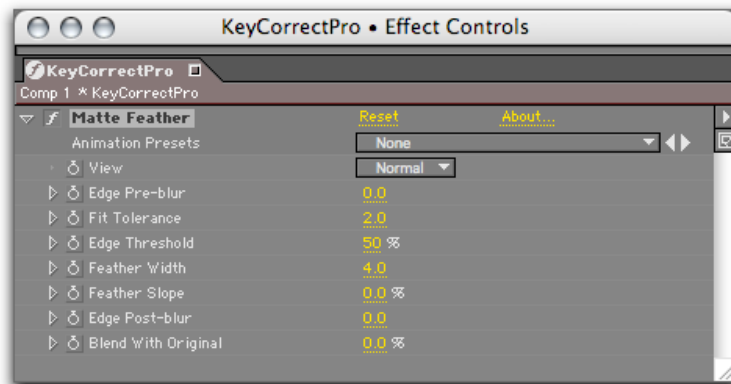 KeyCorrectPro • Effect Controls
KeyCorrectPro
Comp 1 * KeyCorrectPro
Matte Feather Reset About...
Animation Presets None
View Normal
Edge Pre-blur 0.0
Fit Tolerance 2.0
Edge Threshold 50 %
Feather Width 4.0
Feather Slope 0.0 %
Edge Post-blur 0.0
Blend With Original 0.0 %